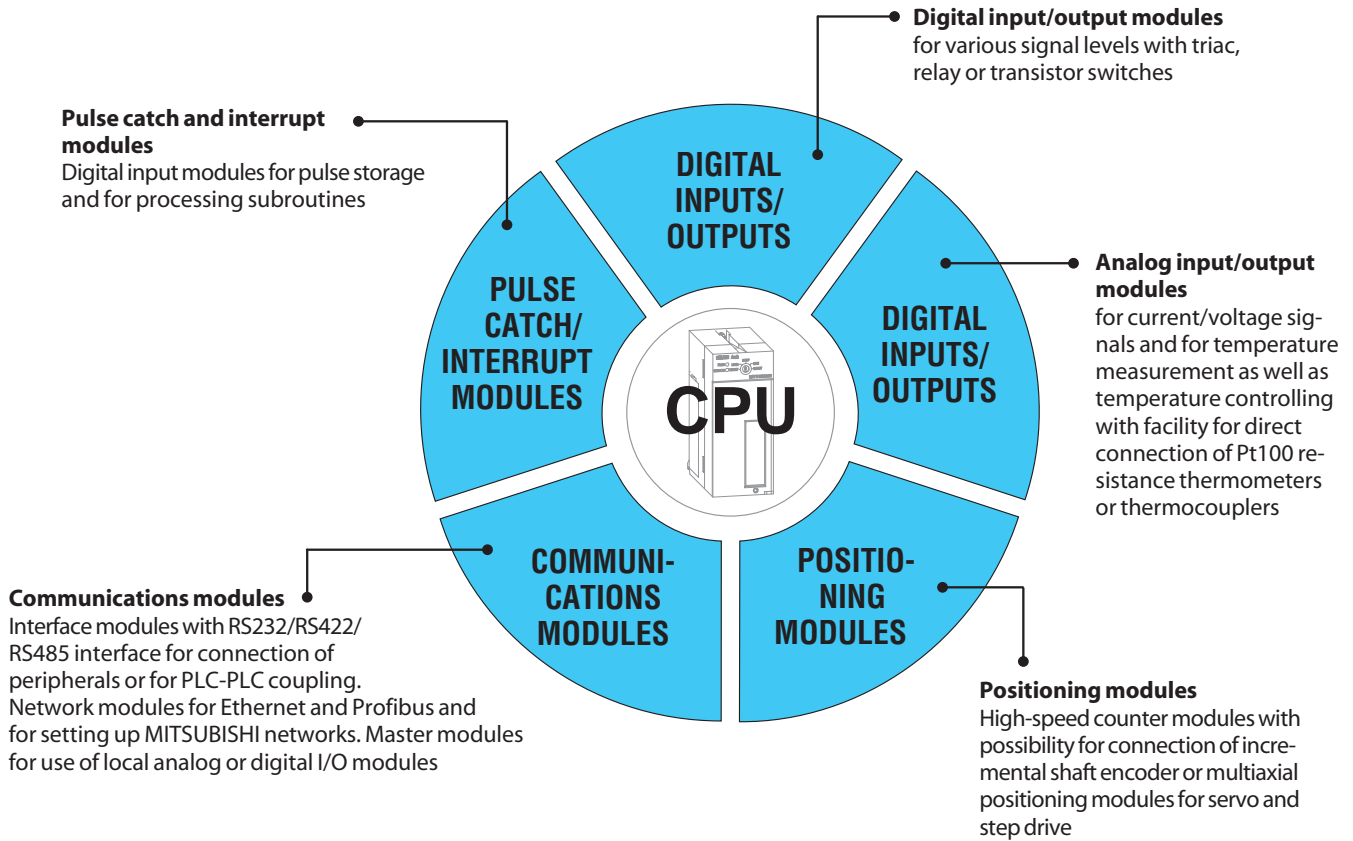 Digital input/output modules
for various signal levels with triac,
relay or transistor switches
Pulse catch and interrupt
modules
Digital input modules for pulse storage
and for processing subroutines
DIGITAL
INPUTS/
OUTPUTS
PULSE
CATCH/
INTERRUPT
MODULES
DIGITAL
INPUTS/
OUTPUTS
Analog input/output
modules
for current/voltage sig-
nals and for temperature
measurement as well as
temperature controlling
with facility for direct
connection of Pt100 re-
sistance thermometers
or thermocouplers
CPU
COMMUNI-
CATIONS
MODULES
POSITIO-
NING
MODULES
Communications modules
Interface modules with RS232/RS422/
RS485 interface for connection of
peripherals or for PLC-PLC coupling.
Network modules for Ethernet and Profibus and
for setting up MITSUBISHI networks. Master modules
for use of local analog or digital I/O modules
Positioning modules
High-speed counter modules with
possibility for connection of incre-
mental shaft encoder or multiaxial
positioning modules for servo and
step drive